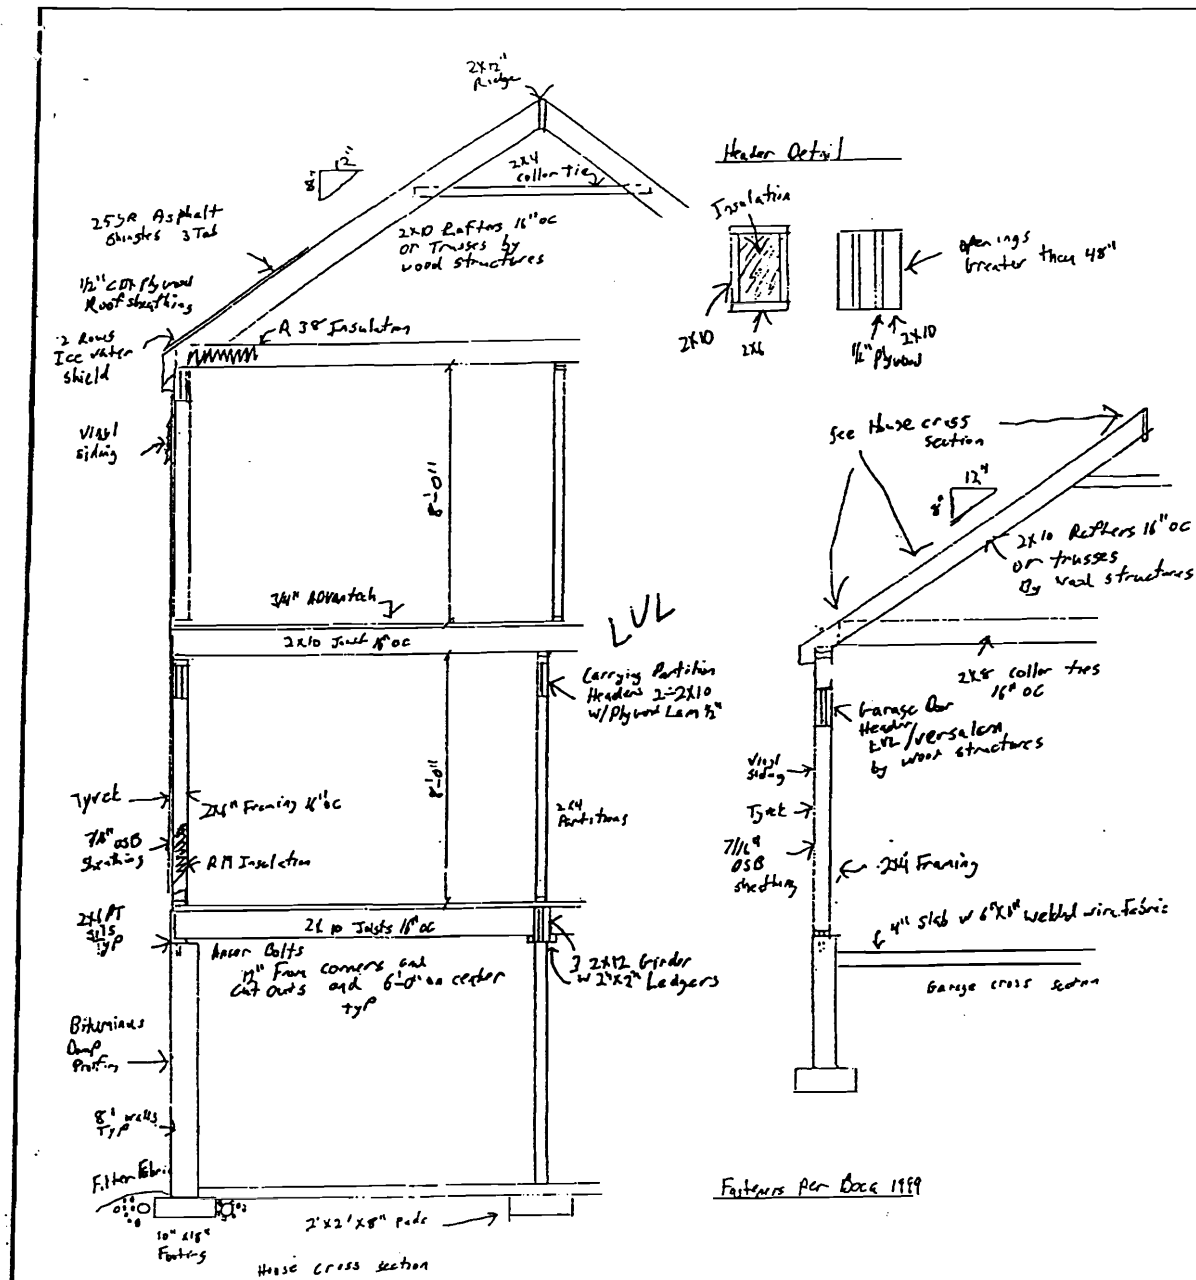 2X12"
Ridge
Header Detail
12"
8"
2X4
collar tie
Insulation
25 yR Asphalt
Shingles 3 Tab
2X10 Rafters 16" oc
or Trusses by
wood structures
openings
Greater than 48"
1/2" CDX Plywood
Roof sheathing
2X10
2X6
1/2" Plywood
2X10
2 Rows
Ice water
shield
R 38 Insulation
Vinyl
siding
8'-0"
See House cross
section
12"
8"
2X10 Rafters 16" oc
or trusses
By wood structures
3/4" ADvantech
LVL
2X10 Joist 16" oc
2X8 collar ties
16" oc
Carrying Partition
Headers 2-2X10
w/Plywood Lam 1/2"
Garage Door
Header
LVL/versalam
by wood structures
8'-0"
Vinyl
siding
Tyvek
7/16"
OSB
sheathing
2X4 Framing
Tyvek
2X6" Framing 16" oc
2X4
Partitions
7/16" OSB
Sheathing
Insulation
2X6 PT
sills
Typ
2X10 Joists 16" oc
4" slab w 6"X6" welded wire fabric
Garage cross section
Ancor Bolts
12" From corners and
cut outs and 6'-0" on center
typ
3 2X12 Girder
w 2"X2" Ledgers
Bituminus
Damp
Proofing
8' walls
Typ
Filter Fabric
10" X18"
Footing
2'X2'X8" pads
House cross section
Fasteners Per Boca 1999